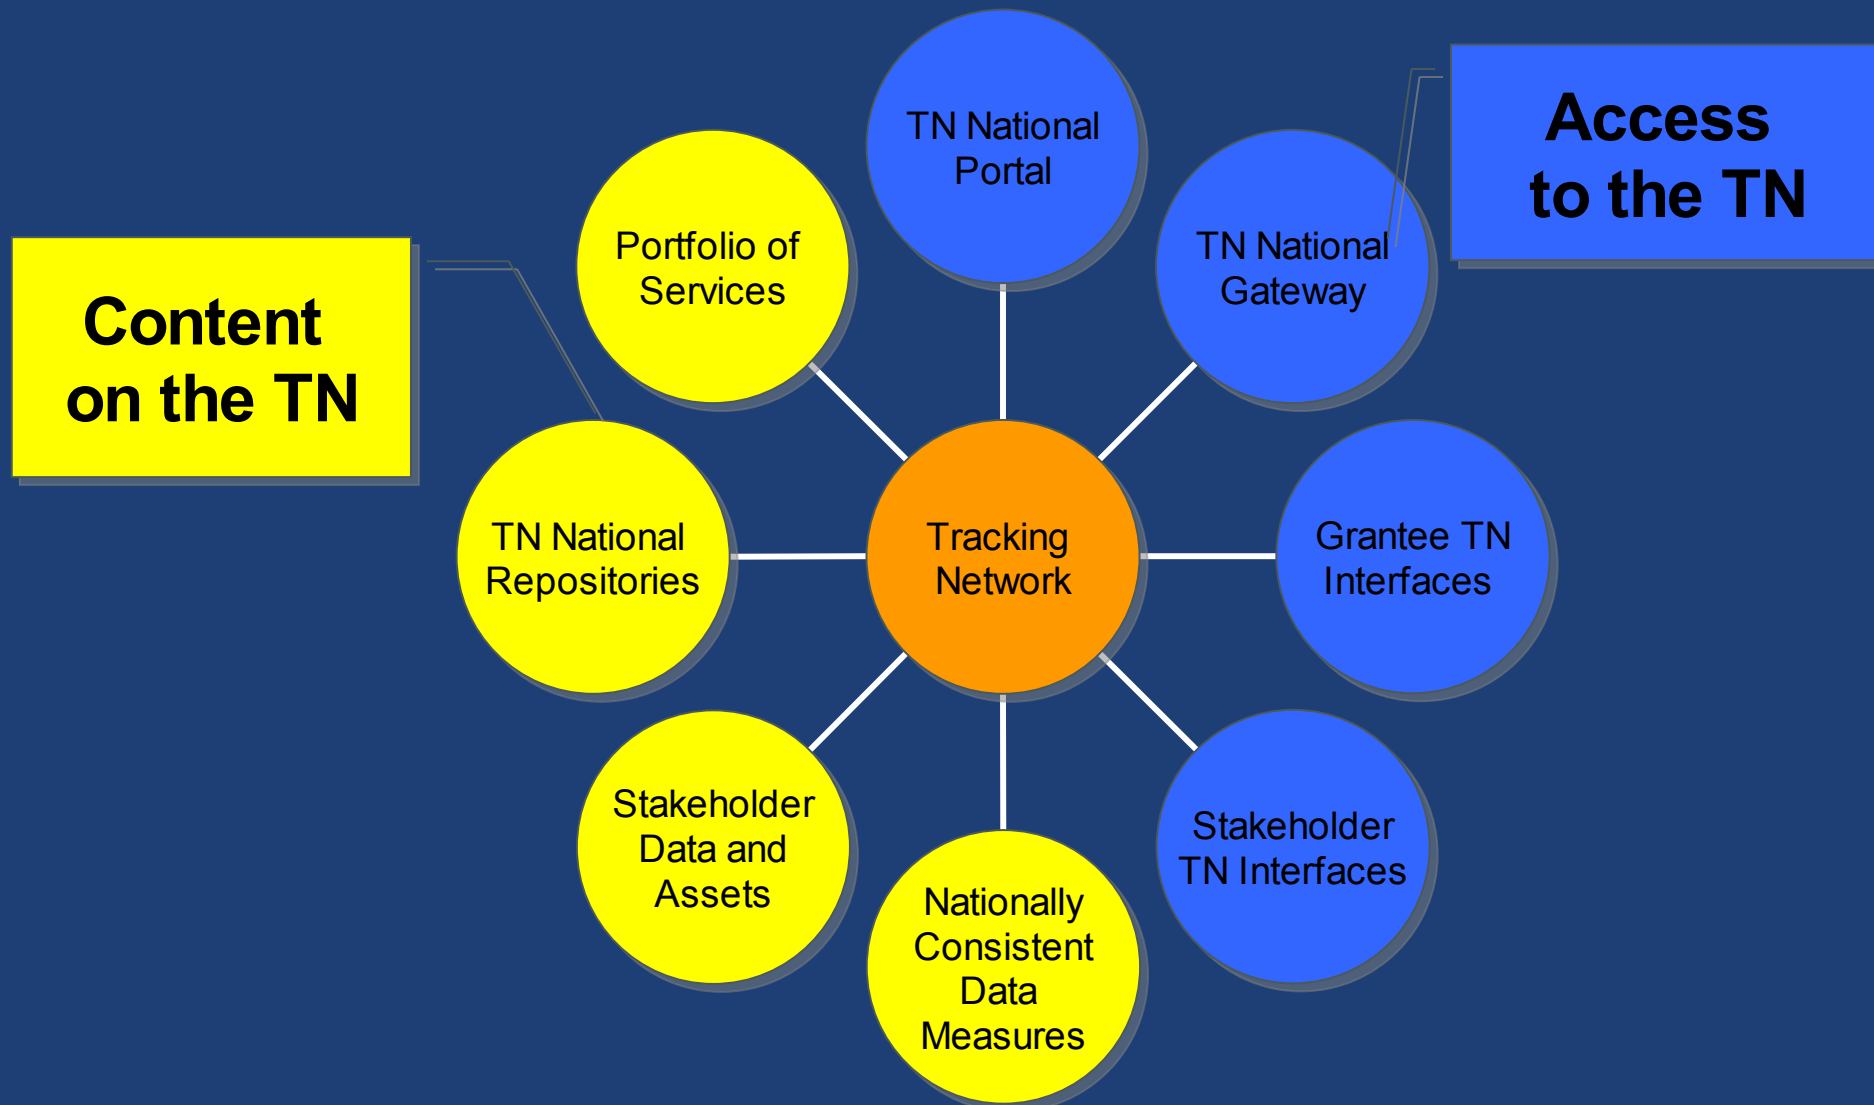 TN National
Portal
Access
to the TN
Portfolio of
Services
TN National
Gateway
Content
on the TN
TN National
Repositories
Tracking
Network
Grantee TN
Interfaces
Stakeholder
Data and
Assets
Stakeholder
TN Interfaces
Nationally
Consistent
Data
Measures